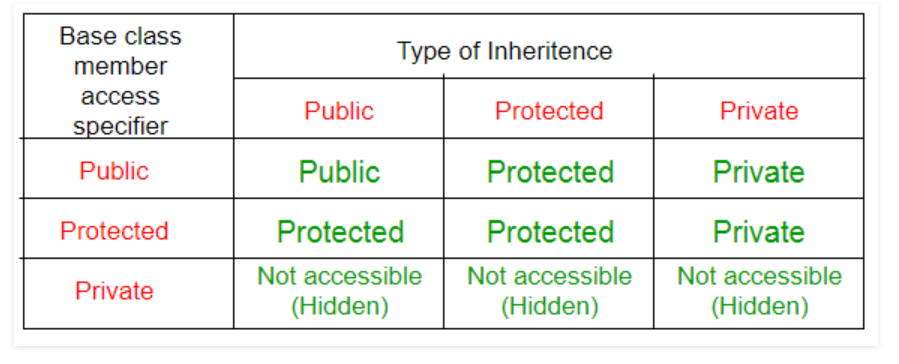 Base class
member
access
specifier
Type of Inheritence
Public Protected Private
Public Public Protected Private
Protected Protected Protected Private
Private Not accessible (Hidden) Not accessible (Hidden) Not accessible (Hidden)